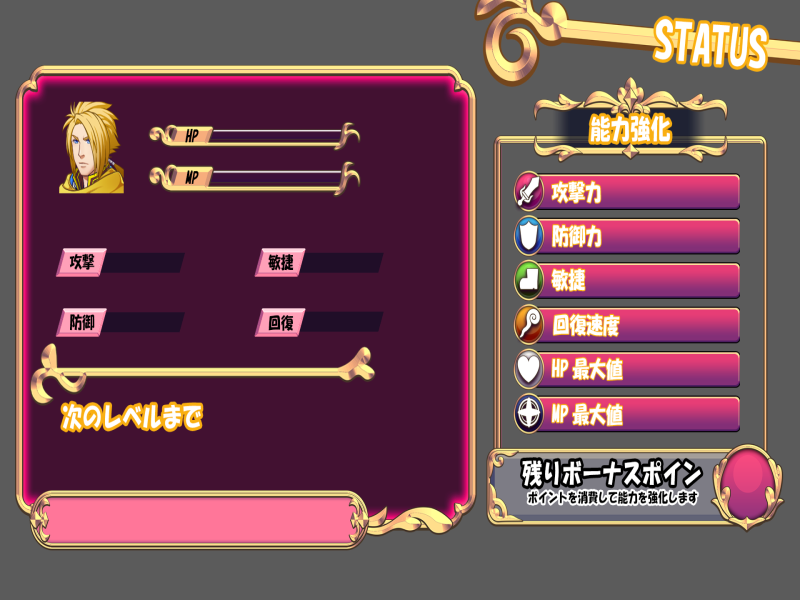 STATUS
HP
MP
攻撃
敏捷
防御
回復
次のレベルまで
能力強化
攻撃力
防御力
敏捷
回復速度
HP 最大値
MP 最大値
残りボーナスポイン
ポイントを消費して能力を強化します